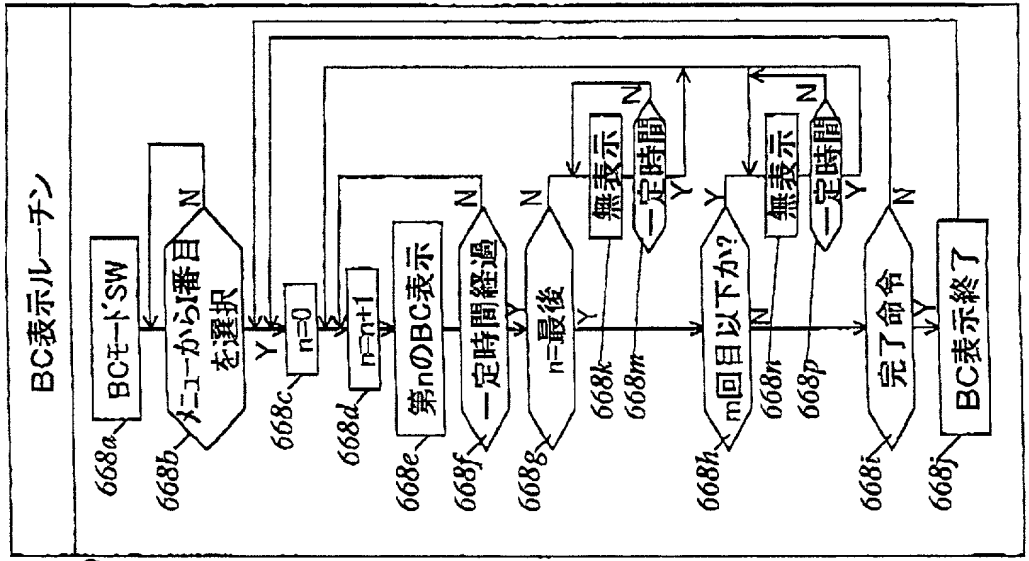 BC表示ルーチン
668a
BCモードSW
668b
メニューからI番目
を選択
N
Y
668c
n=0
668d
n=n+1
668e
第nのBC表示
668f
一定時間経過
N
Y
668g
n=最後
N
Y
668k
無表示
668m
一定時間
N
Y
668h
m回目以下か?
Y
N
668n
無表示
668p
一定時間
N
Y
668i
完了命令
N
Y
668j
BC表示終了